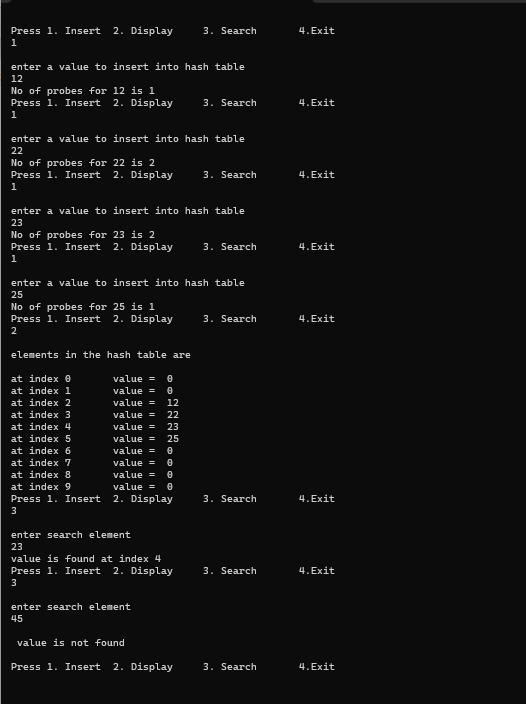 Press 1. Insert  2. Display     3. Search       4.Exit
1
enter a value to insert into hash table
12
No of probes for 12 is 1
Press 1. Insert  2. Display     3. Search       4.Exit
1
enter a value to insert into hash table
22
No of probes for 22 is 2
Press 1. Insert  2. Display     3. Search       4.Exit
1
enter a value to insert into hash table
23
No of probes for 23 is 2
Press 1. Insert  2. Display     3. Search       4.Exit
1
enter a value to insert into hash table
25
No of probes for 25 is 1
Press 1. Insert  2. Display     3. Search       4.Exit
2
elements in the hash table are
at index 0       value =  0
at index 1       value =  0
at index 2       value =  12
at index 3       value =  22
at index 4       value =  23
at index 5       value =  25
at index 6       value =  0
at index 7       value =  0
at index 8       value =  0
at index 9       value =  0
Press 1. Insert  2. Display     3. Search       4.Exit
3
enter search element
23
value is found at index 4
Press 1. Insert  2. Display     3. Search       4.Exit
3
enter search element
45
value is not found
Press 1. Insert  2. Display     3. Search       4.Exit